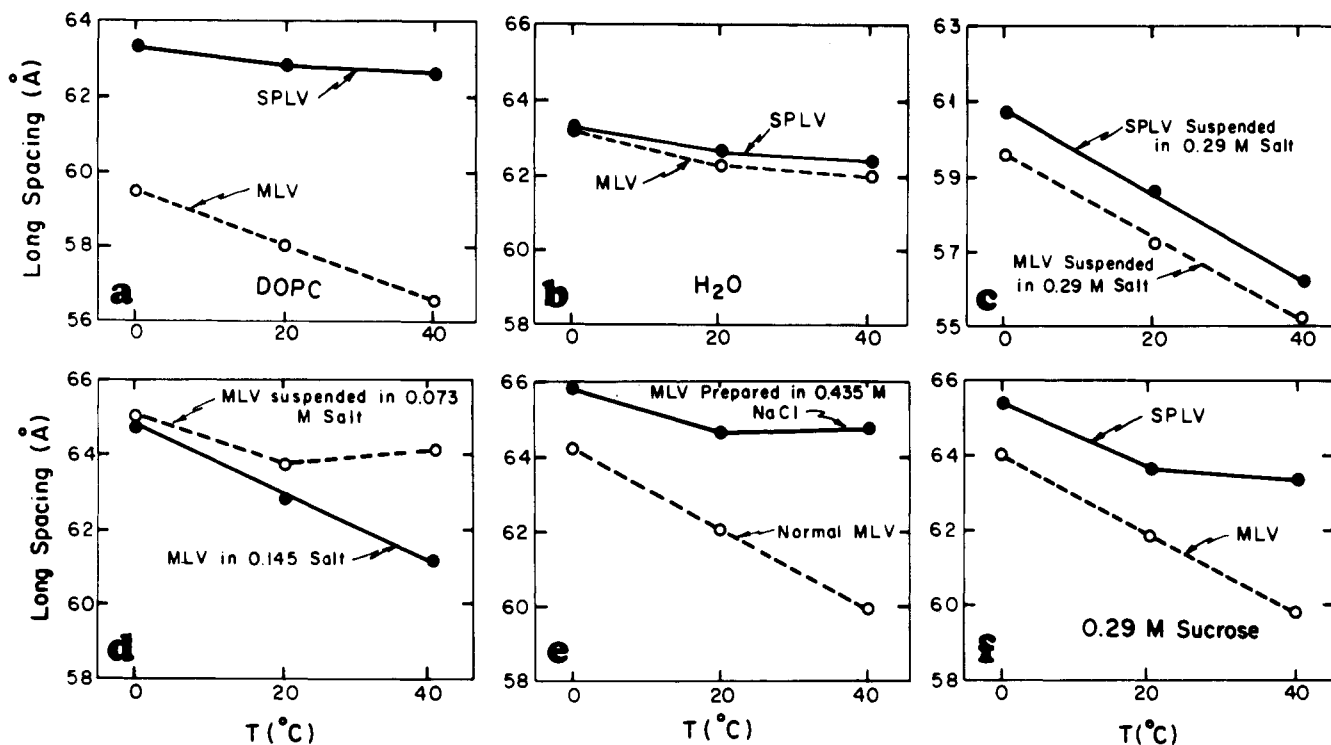 64
62
60
58
56
0
20
40
Long Spacing (Å)
SPLV
MLV
a
DOPC
66
64
62
60
58
0
20
40
SPLV
MLV
b
H₂O
63
61
59
57
55
0
20
40
SPLV Suspended
in 0.29 M Salt
MLV Suspended
in 0.29 M Salt
c
66
64
62
60
58
0
20
40
Long Spacing (Å)
T (°C)
MLV suspended in 0.073
M Salt
MLV in 0.145 Salt
d
66
64
62
60
58
0
20
40
T (°C)
MLV Prepared in 0.435 M
NaCl
Normal MLV
e
66
64
62
60
58
0
20
40
T (°C)
SPLV
MLV
0.29 M Sucrose
f